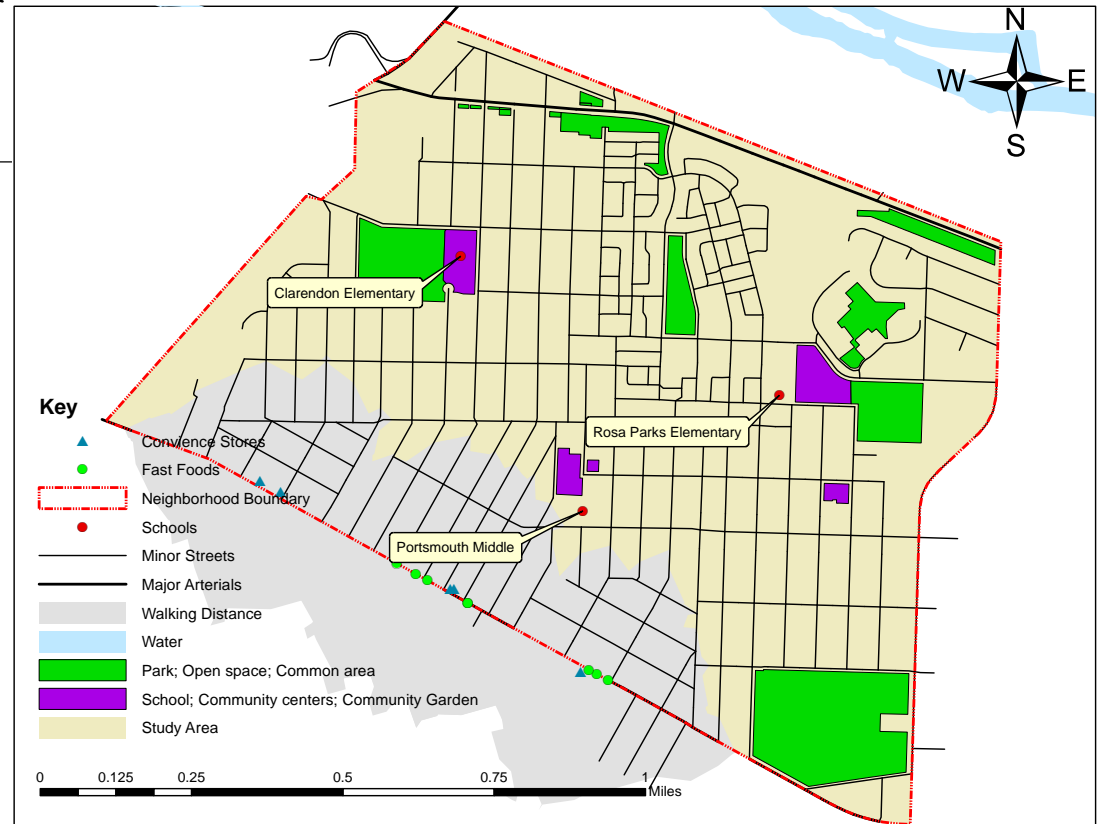 N
W E
S
Clarendon Elementary
Rosa Parks Elementary
Portsmouth Middle
Key
Convience Stores
Fast Foods
Neighborhood Boundary
Schools
Minor Streets
Major Arterials
Walking Distance
Water
Park; Open space; Common area
School; Community centers; Community Garden
Study Area
0 0.125 0.25 0.5 0.75 1
Miles